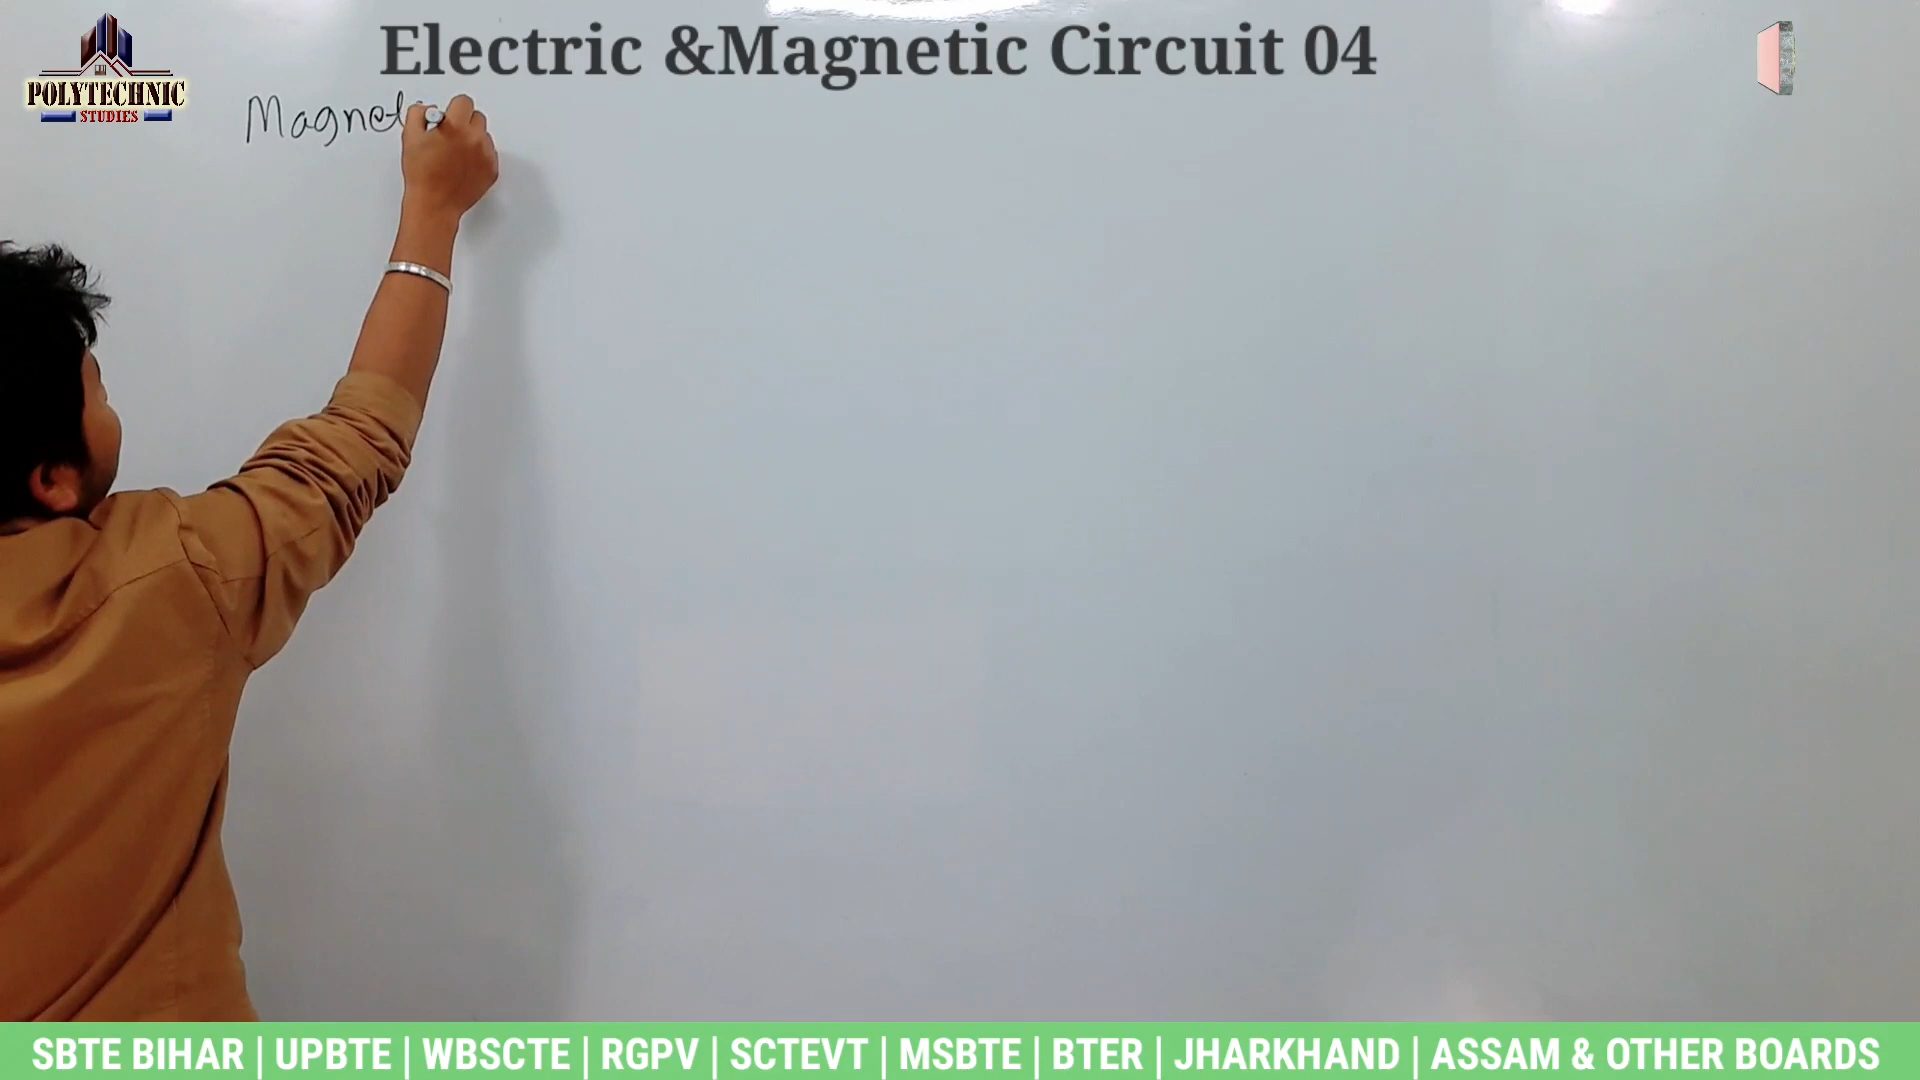 Electric &Magnetic Circuit 04
POLYTECHNIC
STUDIES
Magnet
SBTE BIHAR | UPBTE | WBSCTE | RGPV | SCTEVT | MSBTE | BTER | JHARKHAND | ASSAM & OTHER BOARDS